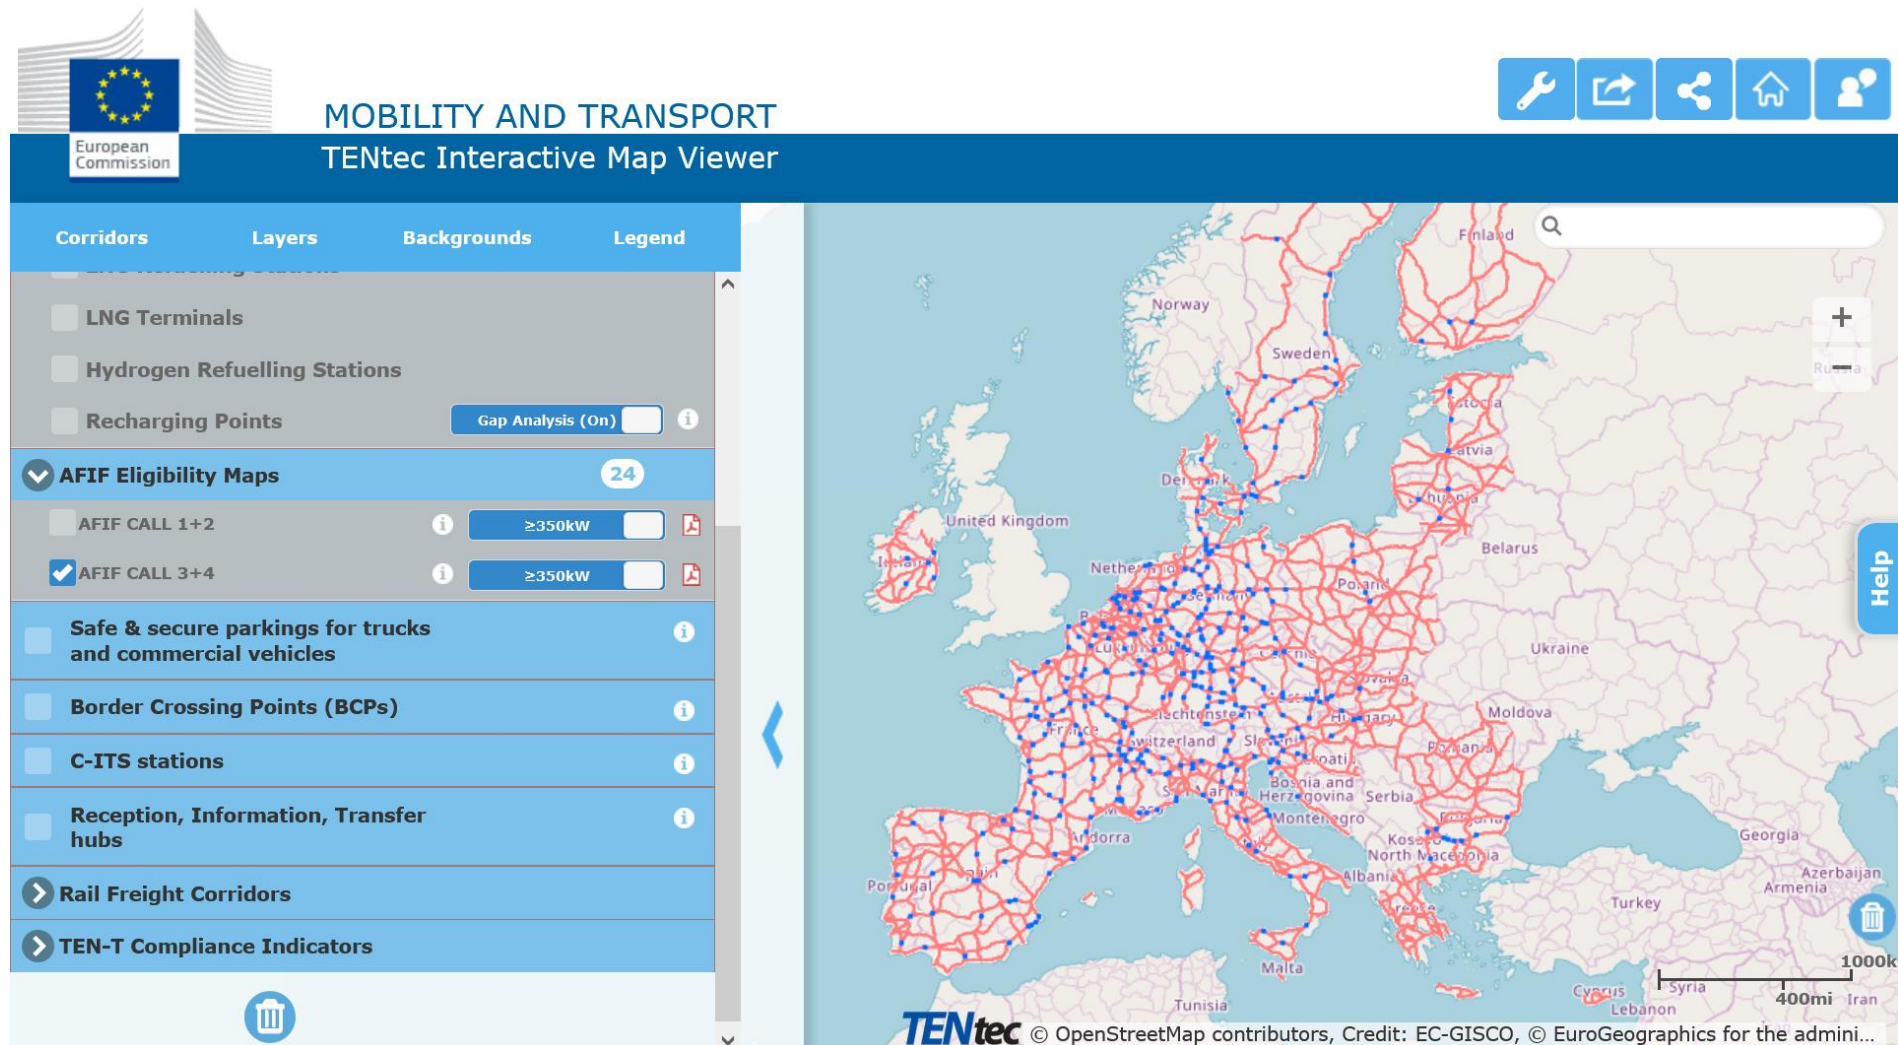 European
Commission
MOBILITY AND TRANSPORT
TENtec Interactive Map Viewer
Corridors
Layers
Backgrounds
Legend
LNG Terminals
Hydrogen Refuelling Stations
Recharging Points
Gap Analysis (On)
AFIF Eligibility Maps
24
AFIF CALL 1+2
≥350kW
AFIF CALL 3+4
≥350kW
Safe & secure parkings for trucks
and commercial vehicles
Border Crossing Points (BCPs)
C-ITS stations
Reception, Information, Transfer
hubs
Rail Freight Corridors
TEN-T Compliance Indicators
Finland
Norway
+
Sweden
−
Latvia
United Kingdom
Belarus
Help
Poland
Ukraine
Moldova
Liechtenstein
Hungary
France
Switzerland
Bosnia and
Herzegovina
Serbia
Montenegro
Andorra
Georgia
North Macedonia
Portugal
Albania
Azerbaijan
Armenia
Turkey
Malta
1000k
Cyprus
Syria
400mi
Iran
Tunisia
Lebanon
TENtec © OpenStreetMap contributors, Credit: EC-GISCO, © EuroGeographics for the admini...